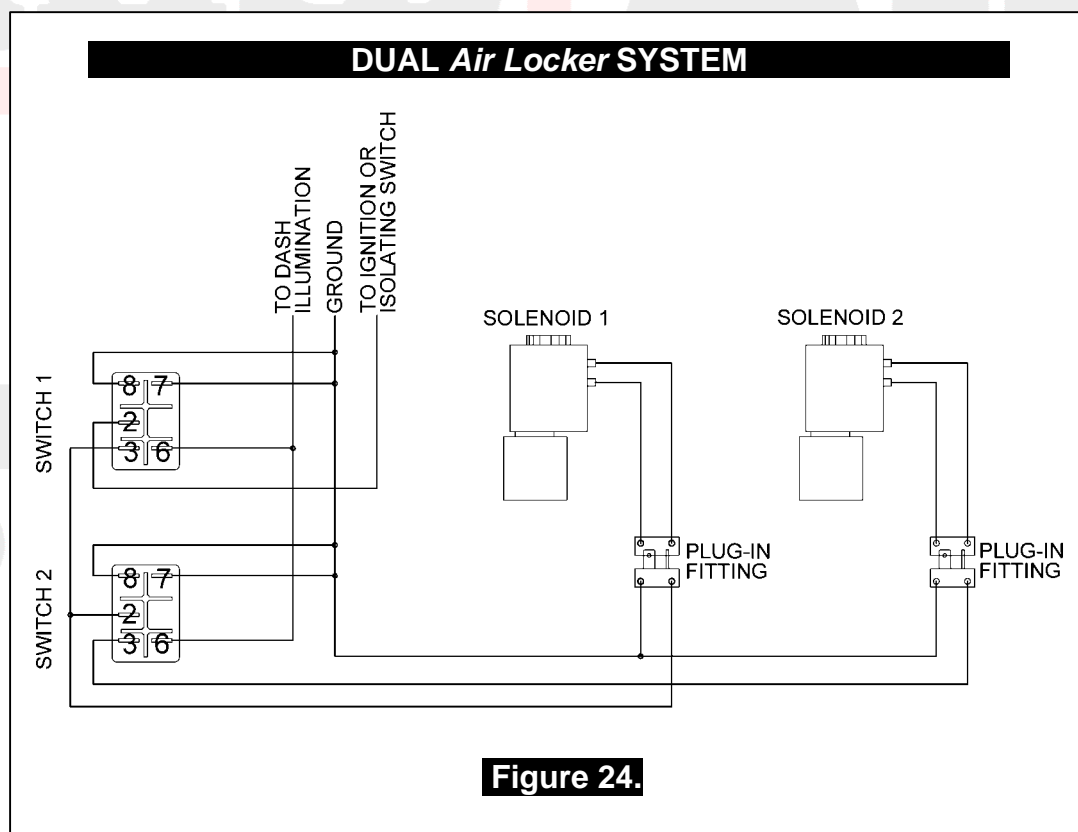 DUAL Air Locker SYSTEM
TO DASH
ILLUMINATION
GROUND
TO IGNITION OR
ISOLATING SWITCH
SOLENOID 1
SOLENOID 2
SWITCH 1
8 7
2
3 6
SWITCH 2
8 7
2
3 6
PLUG-IN
FITTING
PLUG-IN
FITTING
Figure 24.